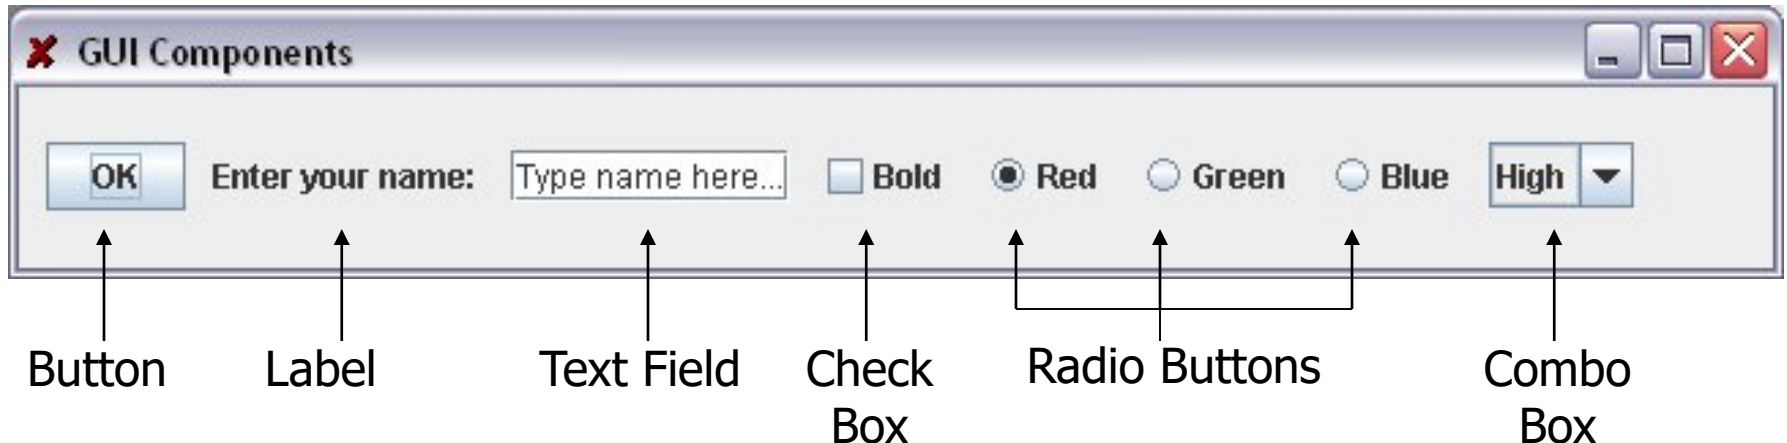 GUI Components
OK Enter your name: Type name here... Bold Red Green Blue High
Button Label Text Field Check Box Radio Buttons Combo Box